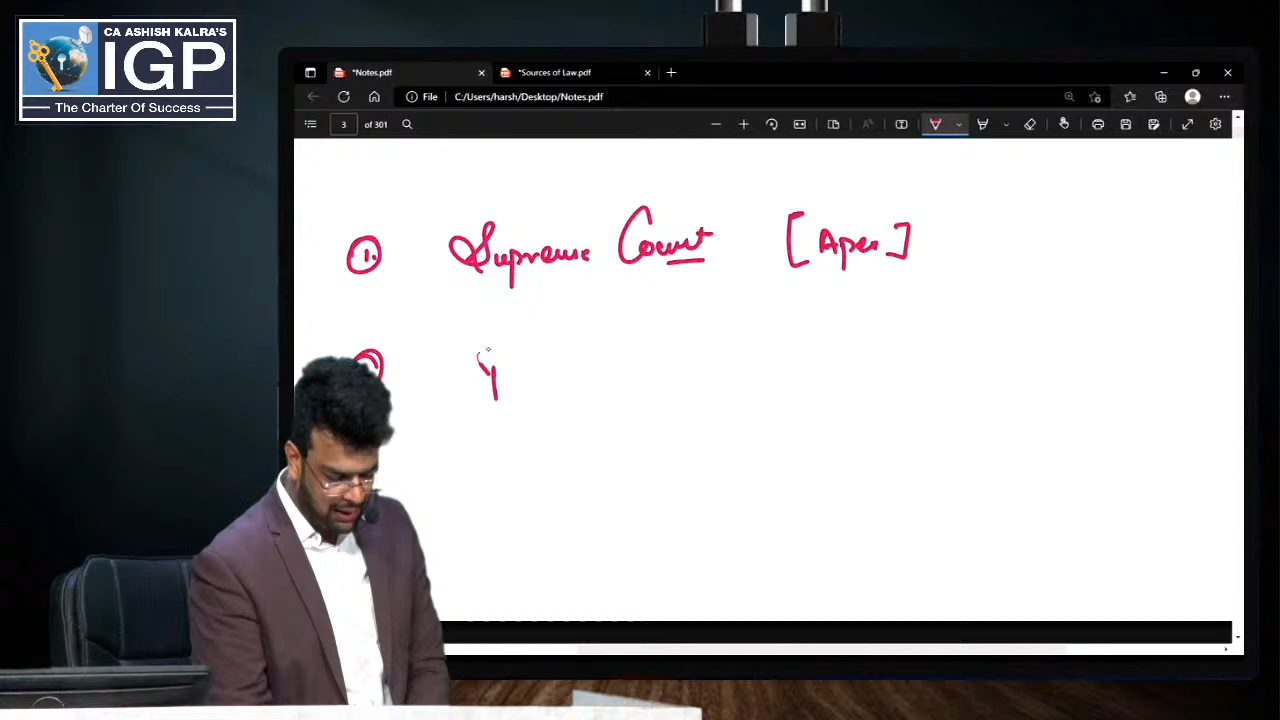 CA ASHISH KALRA'S
IGP
The Charter Of Success
*Notes.pdf
*Sources of Law.pdf
File C:/Users/harsh/Desktop/Notes.pdf
3 of 301
1. Supreme Court [Apex]